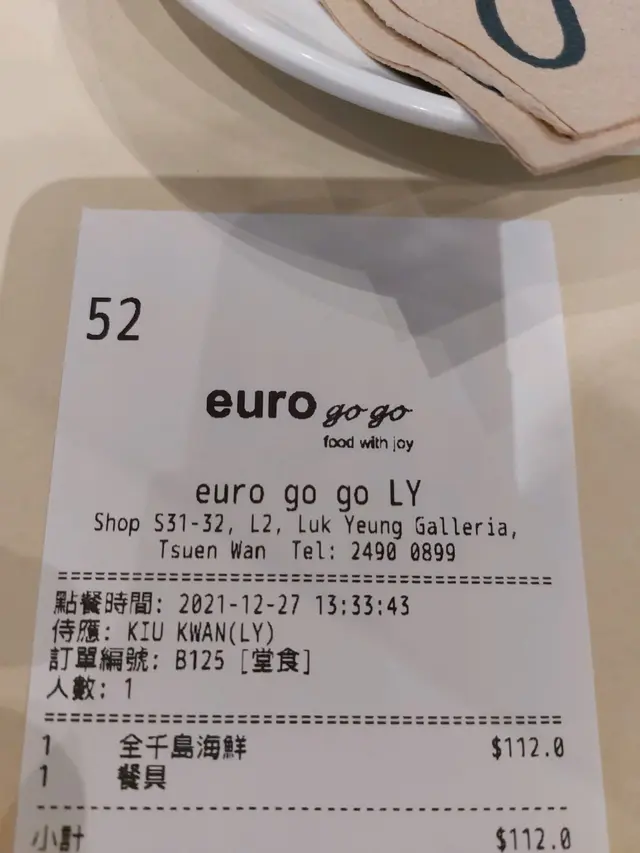 52
euro go go
food with joy
euro go go LY
Shop S31-32, L2, Luk Yeung Galleria,
Tsuen Wan Tel: 2490 0899
點餐時間: 2021-12-27 13:33:43
侍應: KIU KWAN(LY)
訂單編號: B125 [堂食]
人數: 1
1 全千島海鮮 $112.0
1 餐具
小計 $112.0